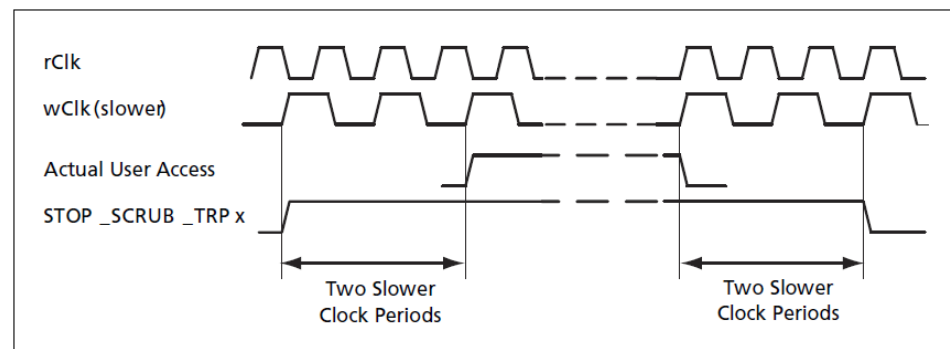 rClk
wClk (slower)
Actual User Access
STOP _SCRUB _TRP x
Two Slower
Clock Periods
Two Slower
Clock Periods